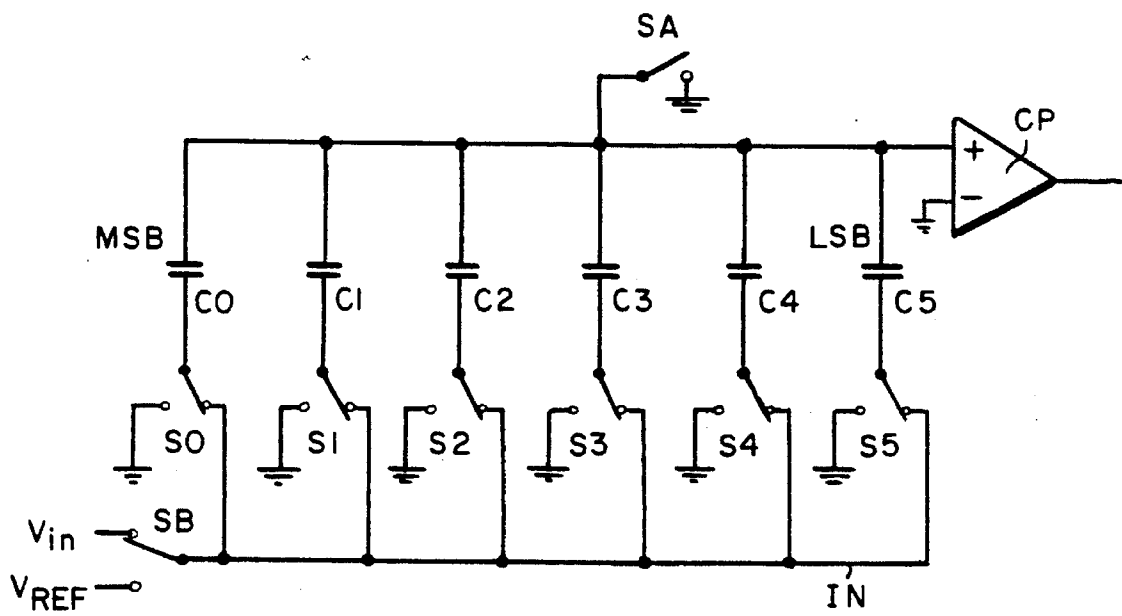 SA
CP
+
−
MSB
LSB
C0
C1
C2
C3
C4
C5
S0
S1
S2
S3
S4
S5
SB
Vin
VREF
IN